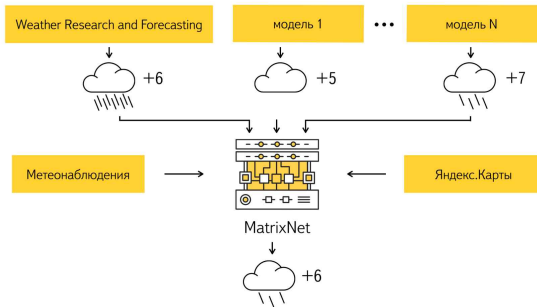 Weather Research and Forecasting
модель 1
модель N
+6
+5
+7
Метеонаблюдения
Яндекс.Карты
MatrixNet
+6